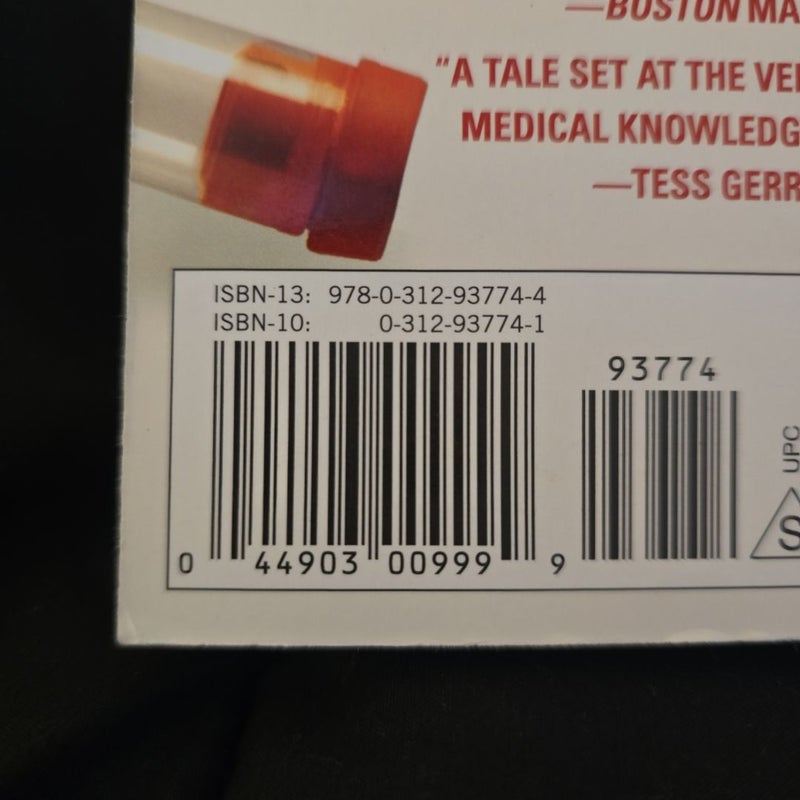 —BOSTON MA
"A TALE SET AT THE VE
MEDICAL KNOWLEDG
—TESS GERR
ISBN-13: 978-0-312-93774-4
ISBN-10: 0-312-93774-1
93774
UPC
S
0 44903 00999 9